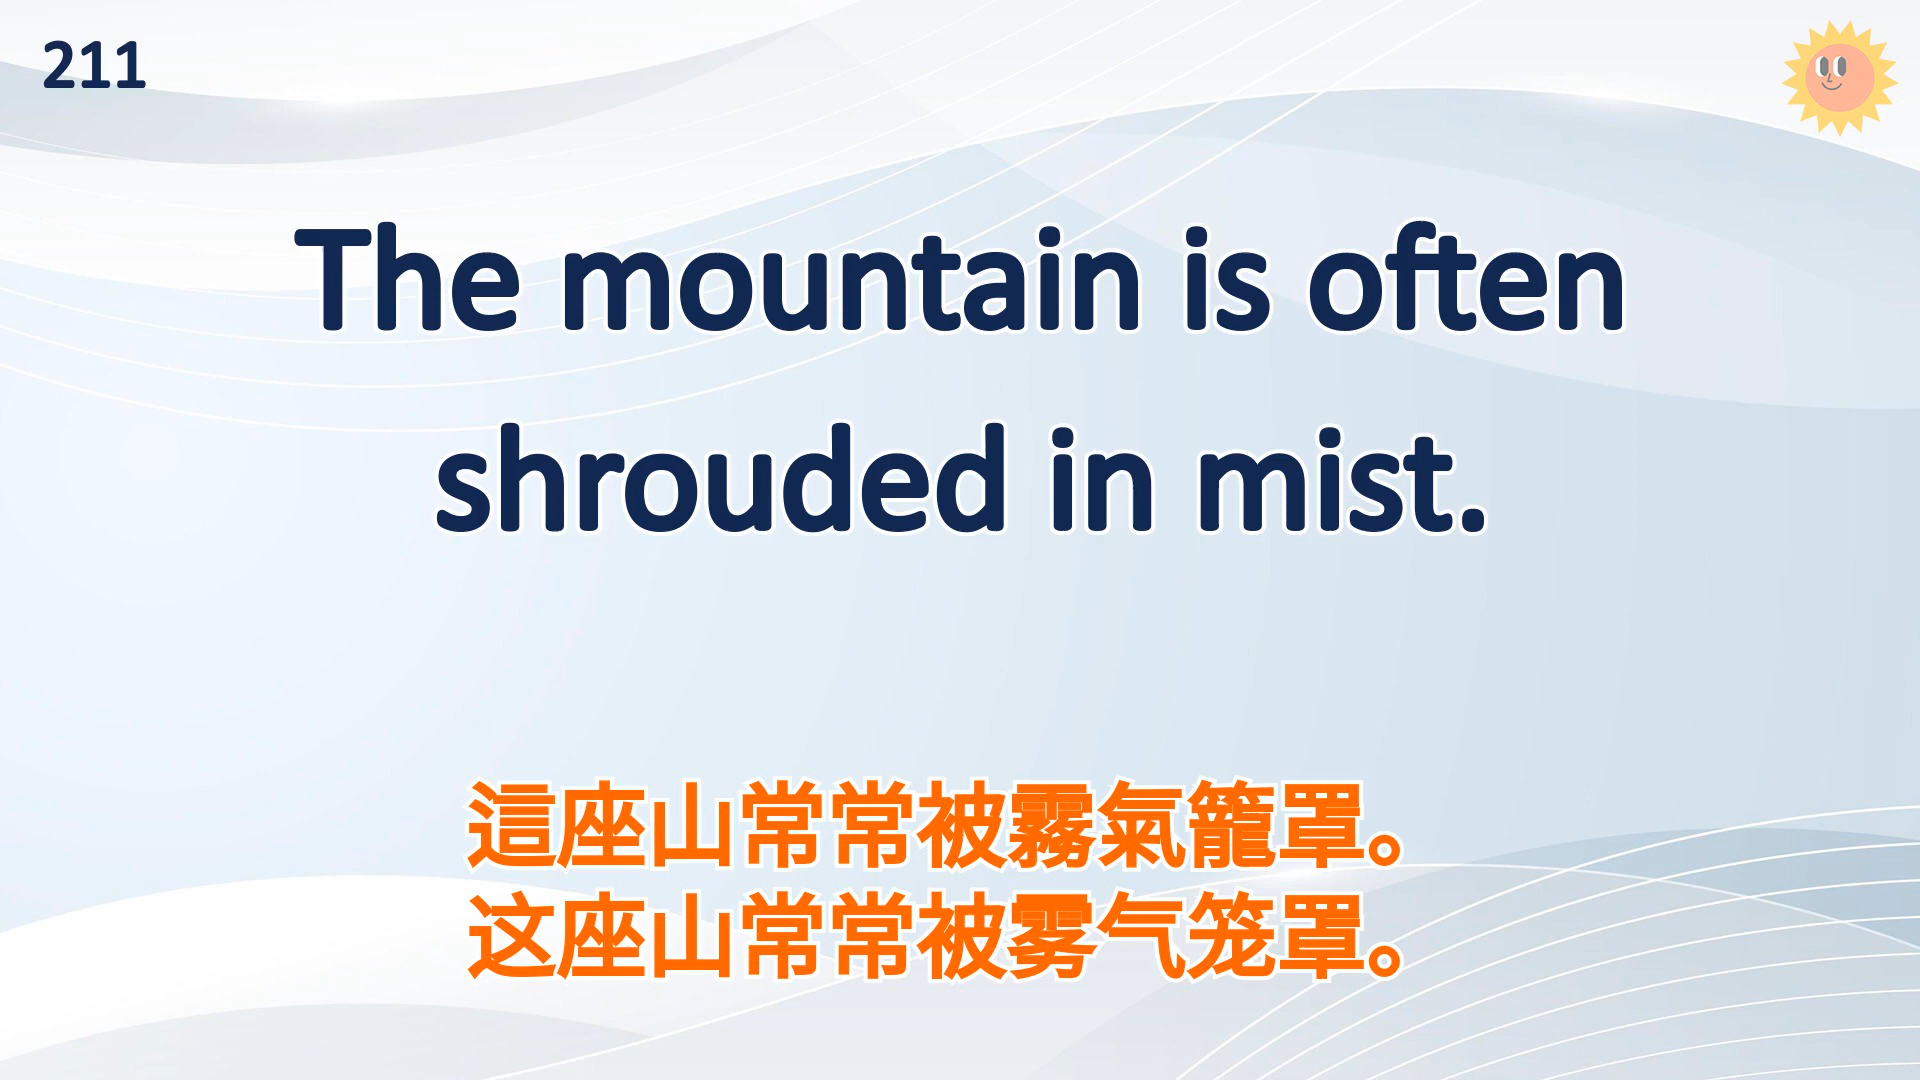 211
The mountain is often
shrouded in mist.
這座山常常被霧氣籠罩。
这座山常常被雾气笼罩。